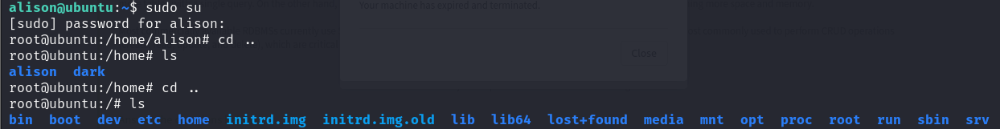 alison@ubuntu:~$ sudo su
Your machine has expired and terminated.
[sudo] password for alison:
root@ubuntu:/home/alison# cd ..
root@ubuntu:/home# ls
Close
alison dark
root@ubuntu:/home# cd ..
root@ubuntu:/# ls
bin boot dev etc home initrd.img initrd.img.old lib lib64 lost+found media mnt opt proc root run sbin srv